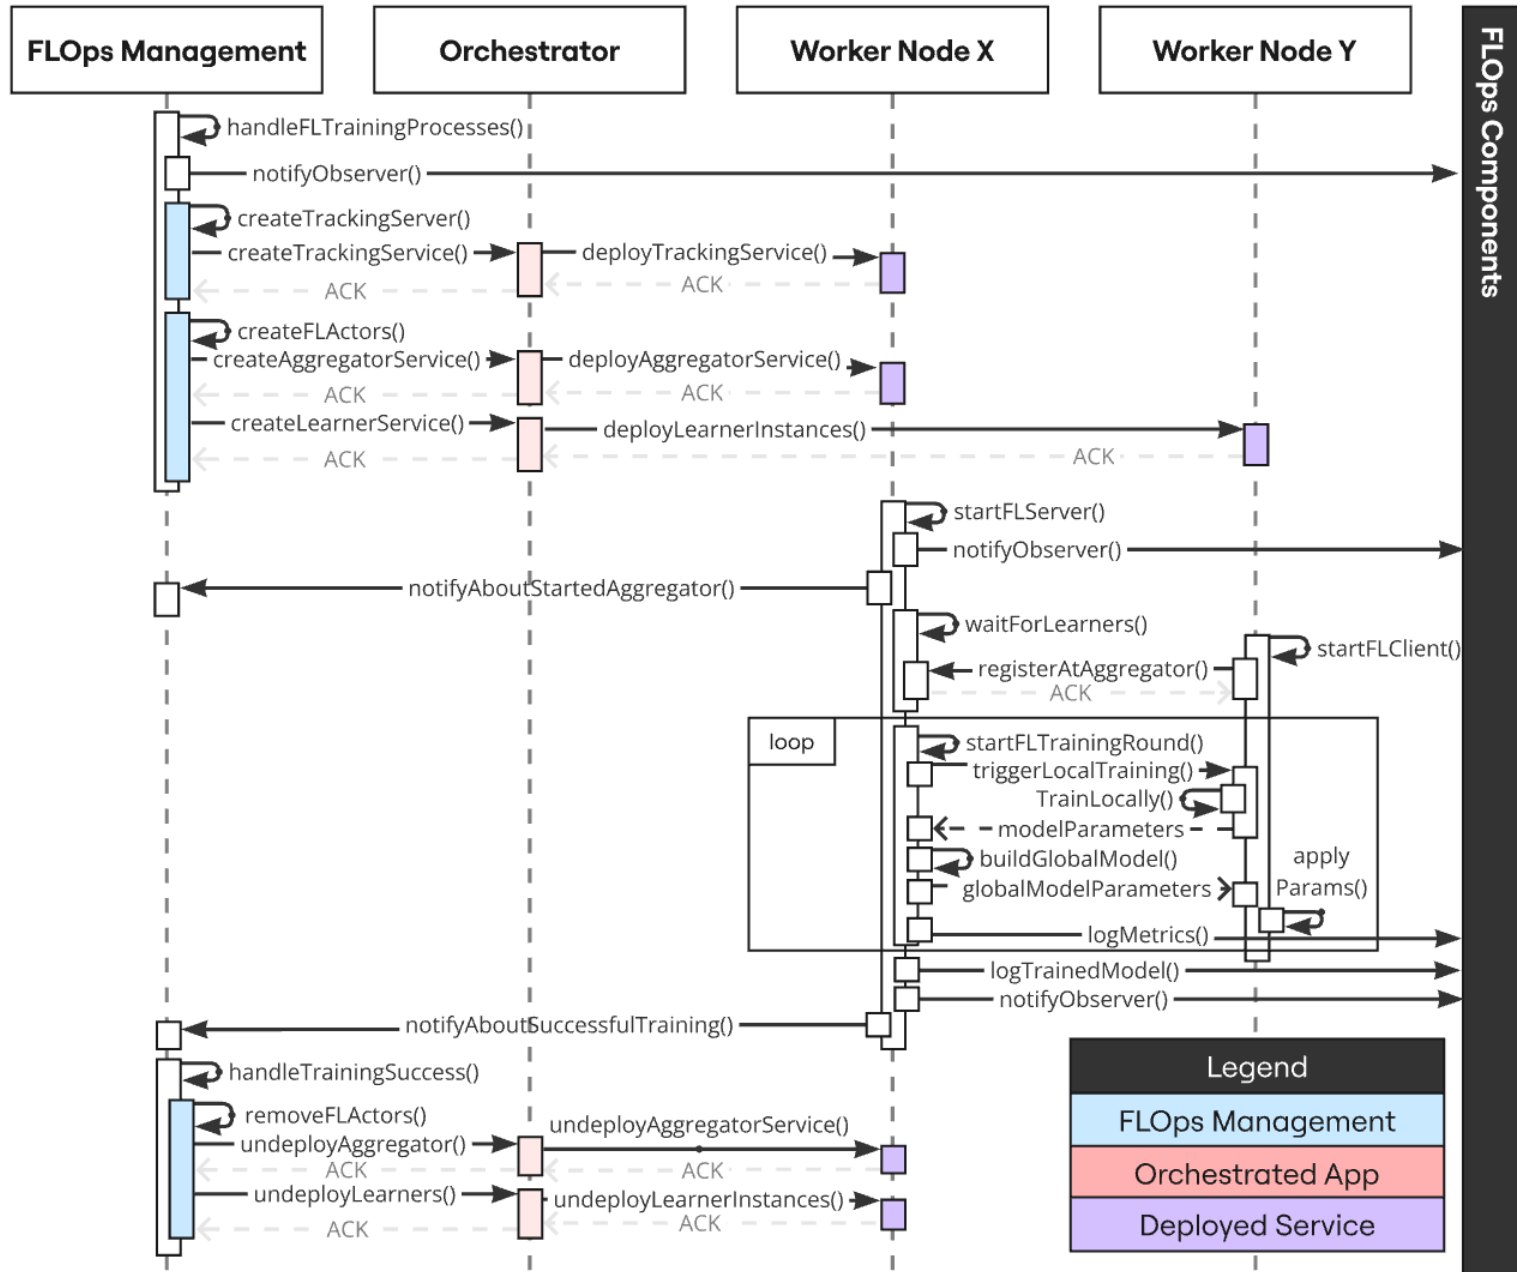 FLOps Management
Orchestrator
Worker Node X
Worker Node Y
FLOps Components
handleFLTrainingProcesses()
notifyObserver()
createTrackingServer()
createTrackingService()
deployTrackingService()
ACK
ACK
createFLActors()
createAggregatorService()
deployAggregatorService()
ACK
ACK
createLearnerService()
deployLearnerInstances()
ACK
ACK
startFLServer()
notifyObserver()
notifyAboutStartedAggregator()
waitForLearners()
startFLClient()
registerAtAggregator()
ACK
loop
startFLTrainingRound()
triggerLocalTraining()
TrainLocally()
modelParameters
buildGlobalModel()
globalModelParameters
apply
Params()
logMetrics()
logTrainedModel()
notifyObserver()
notifyAboutSuccessfulTraining()
handleTrainingSuccess()
removeFLActors()
undeployAggregator()
undeployAggregatorService()
ACK
ACK
undeployLearners()
undeployLearnerInstances()
ACK
ACK
Legend
FLOps Management
Orchestrated App
Deployed Service